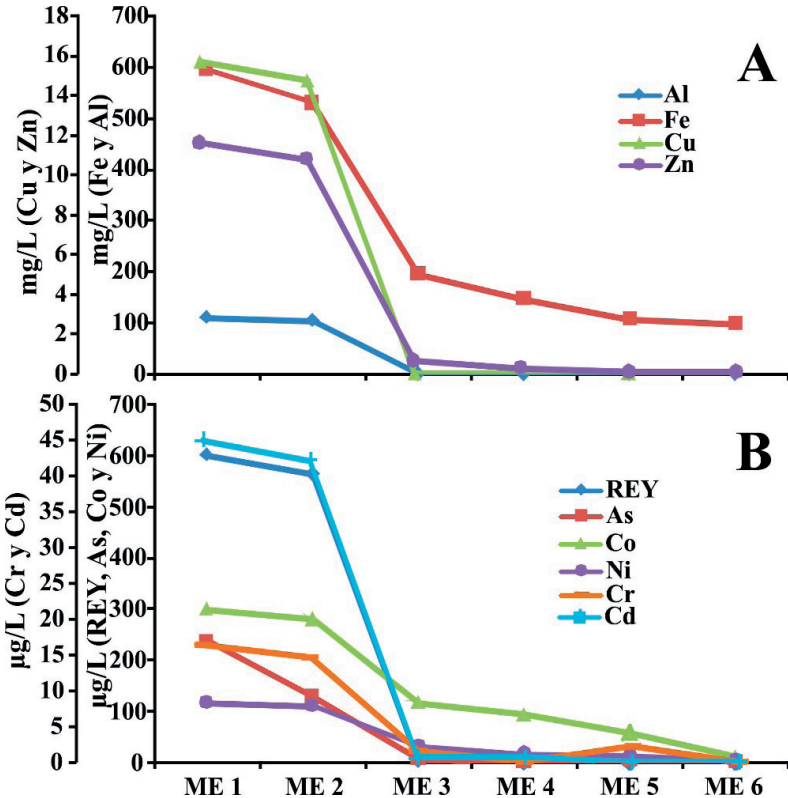 A
mg/L (Cu y Zn)
18
16
14
12
10
8
6
4
2
0
mg/L (Fe y Al)
700
600
500
400
300
200
100
0
Al
Fe
Cu
Zn
B
µg/L (Cr y Cd)
50
45
40
35
30
25
20
15
10
5
0
µg/L (REY, As, Co y Ni)
700
600
500
400
300
200
100
0
REY
As
Co
Ni
Cr
Cd
ME 1 ME 2 ME 3 ME 4 ME 5 ME 6